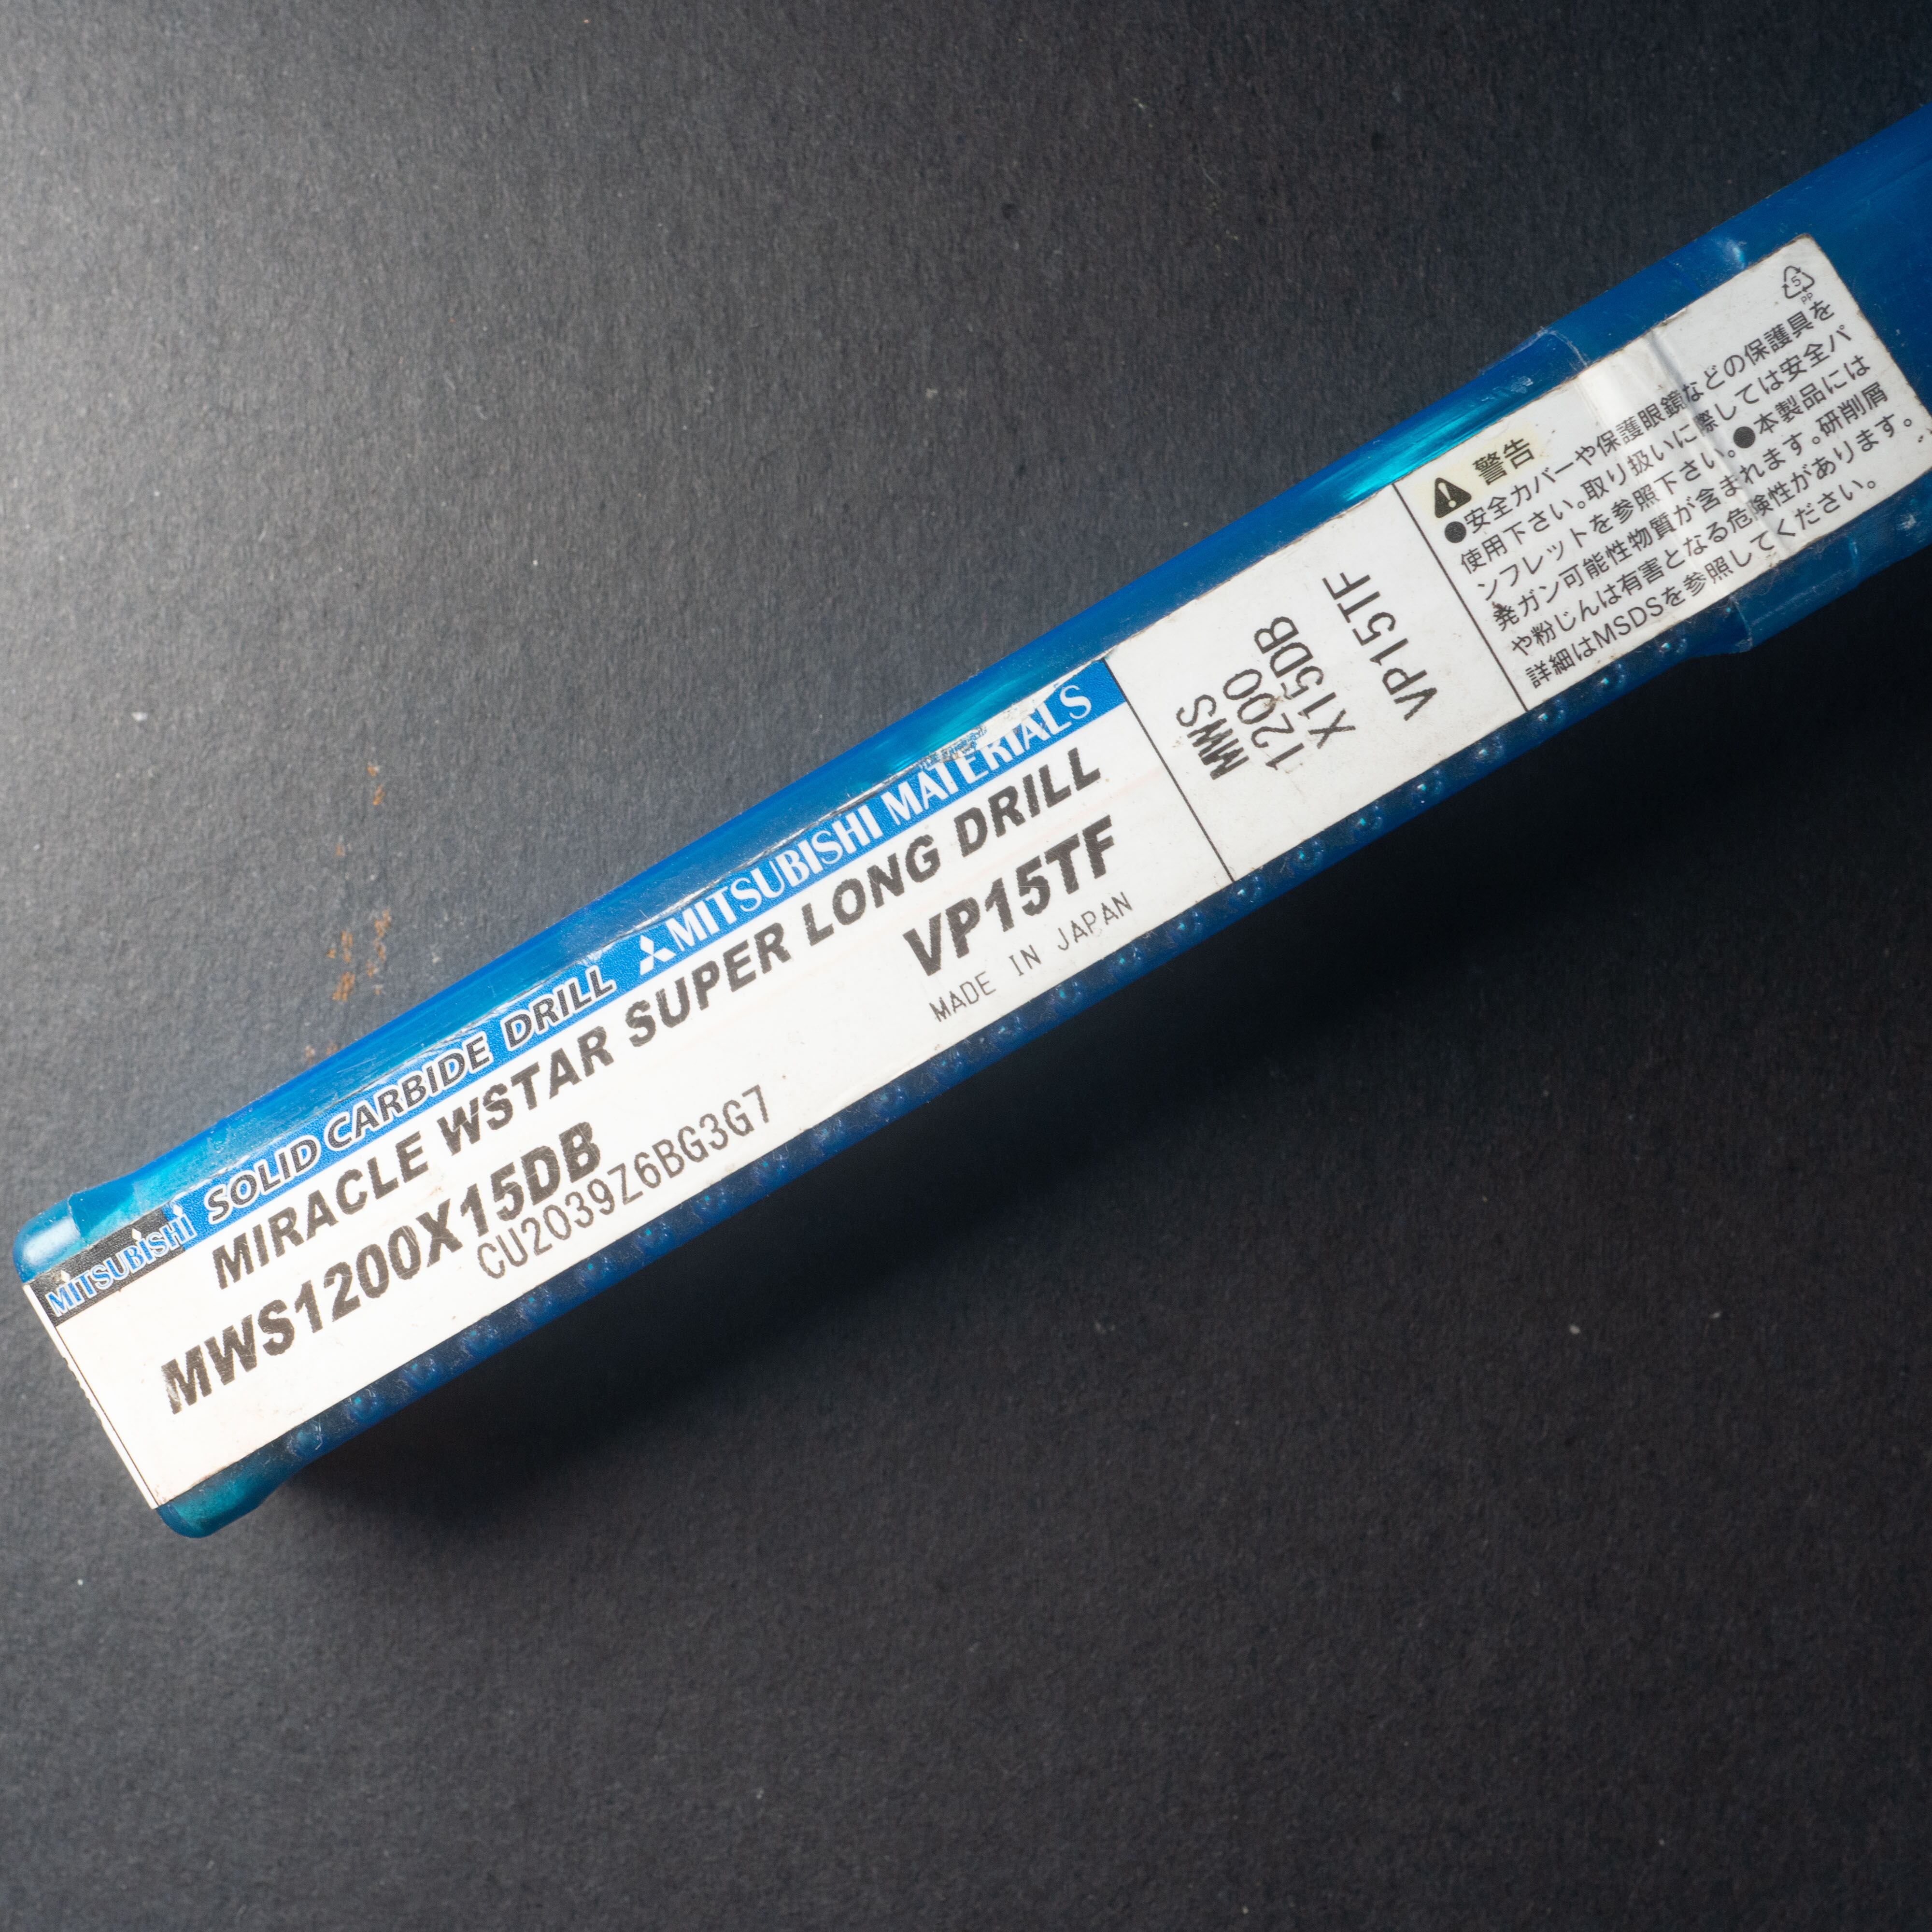 MITSUBISHI SOLID CARBIDE DRILL MITSUBISHI MATERIALS
MIRACLE WSTAR SUPER LONG DRILL
MWS1200X15DB VP15TF
CU2039Z6BG3G7 MADE IN JAPAN
MWS
1200
X15DB
VP15TF
5
PP
警告
●安全カバーや保護眼鏡などの保護具を
使用下さい。取り扱いに際しては安全パ
ンフレットを参照下さい。●本製品には
発ガン可能性物質が含まれます。研削屑
や粉じんは有害となる危険性があります。
詳細はMSDSを参照してください。